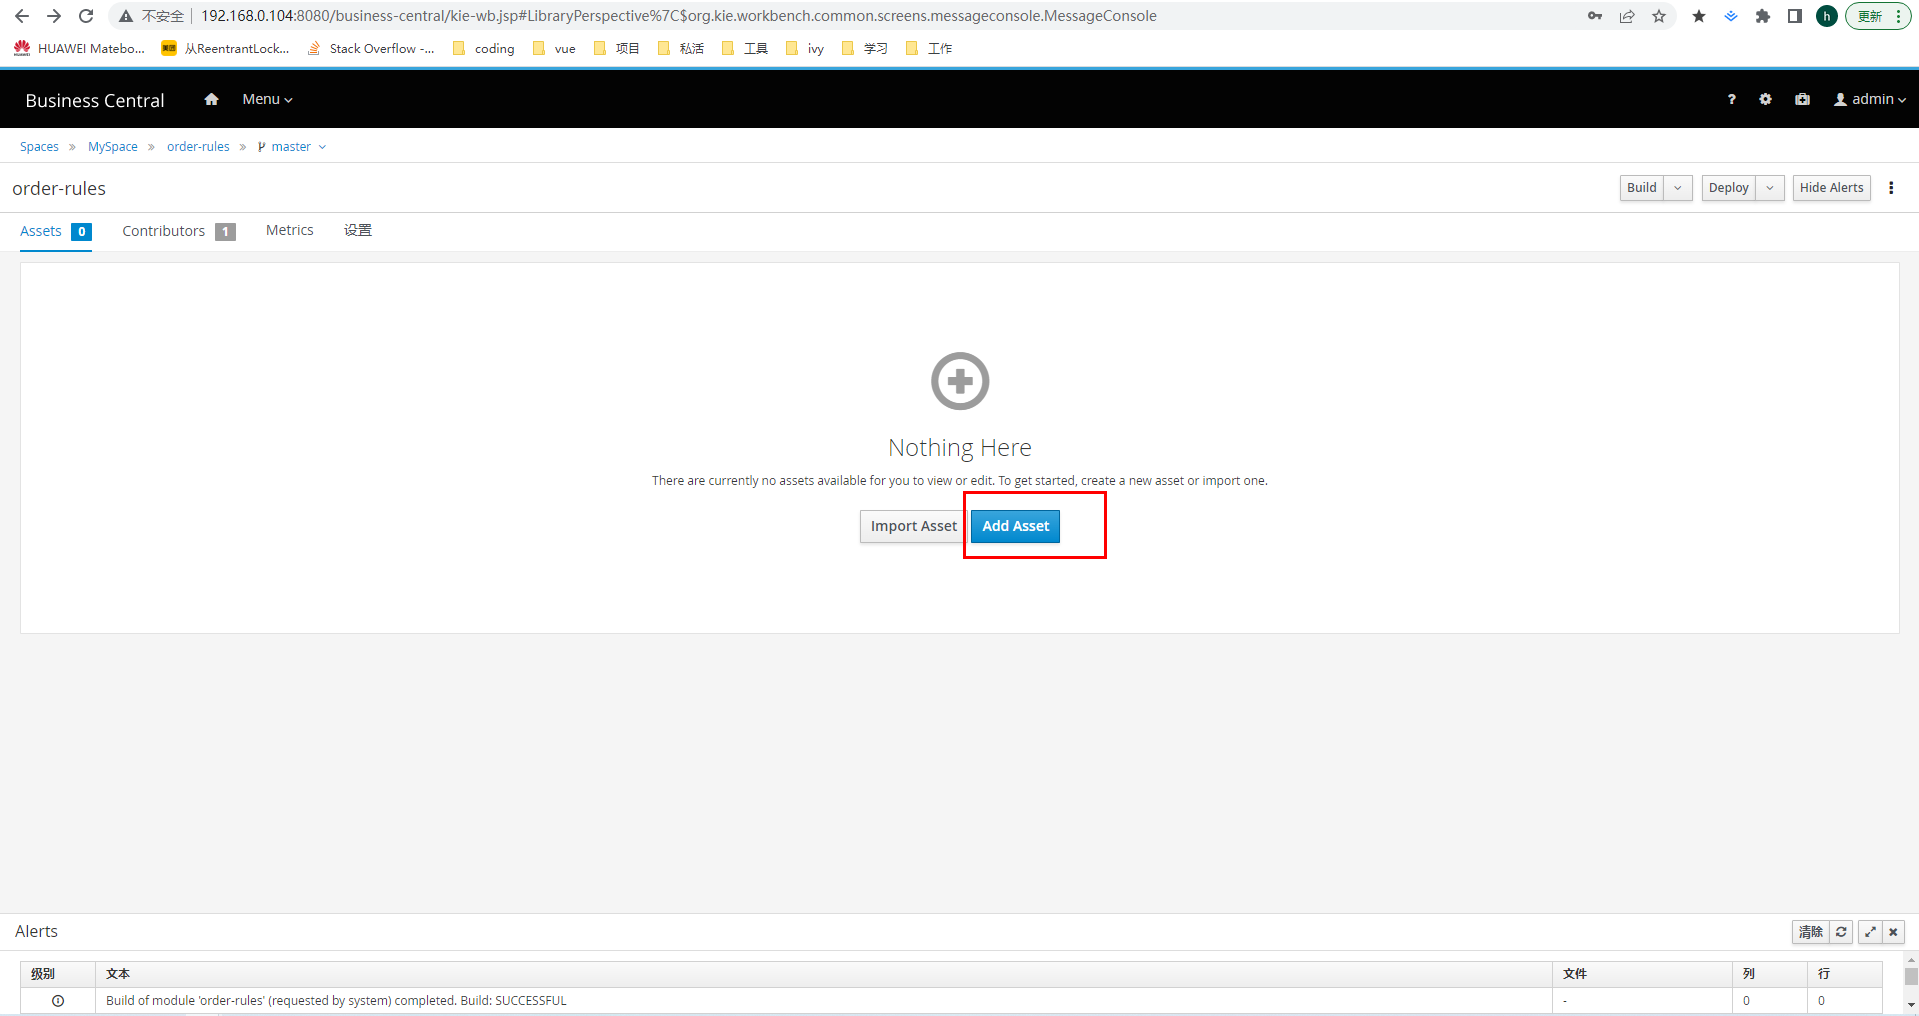 不安全 192.168.0.104:8080/business-central/kie-wb.jsp#LibraryPerspective%7C$org.kie.workbench.common.screens.messageconsole.MessageConsole h 更新
HUAWEI Matebo... 从ReentrantLock... Stack Overflow -... coding vue 项目 私活 工具 ivy 学习 工作
Business Central Menu ? admin
Spaces » MySpace » order-rules » master
order-rules Build Deploy Hide Alerts
Assets 0 Contributors 1 Metrics 设置
Nothing Here
There are currently no assets available for you to view or edit. To get started, create a new asset or import one.
Import Asset Add Asset
Alerts 清除
级别 文本 文件 列 行
Build of module 'order-rules' (requested by system) completed. Build: SUCCESSFUL - 0 0